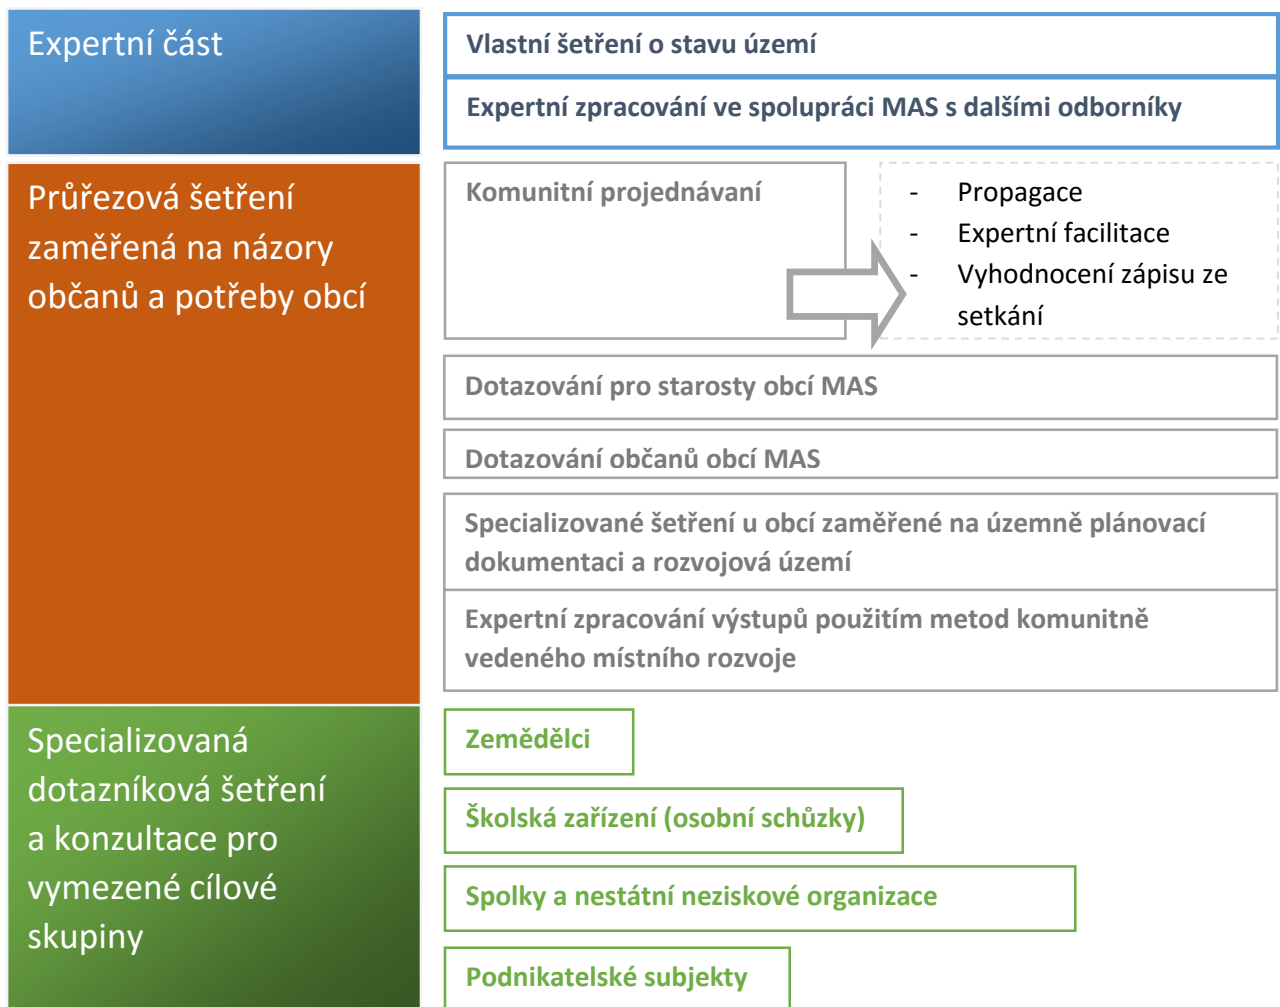 Expertní část
Vlastní šetření o stavu území
Expertní zpracování ve spolupráci MAS s dalšími odborníky
Průřezová šetření
zaměřená na názory
občanů a potřeby obcí
Komunitní projednávaní
- Propagace
- Expertní facilitace
- Vyhodnocení zápisu ze
setkání
Dotazování pro starosty obcí MAS
Dotazování občanů obcí MAS
Specializované šetření u obcí zaměřené na územně plánovací
dokumentaci a rozvojová území
Expertní zpracování výstupů použitím metod komunitně
vedeného místního rozvoje
Specializovaná
dotazníková šetření
a konzultace pro
vymezené cílové
skupiny
Zemědělci
Školská zařízení (osobní schůzky)
Spolky a nestátní neziskové organizace
Podnikatelské subjekty